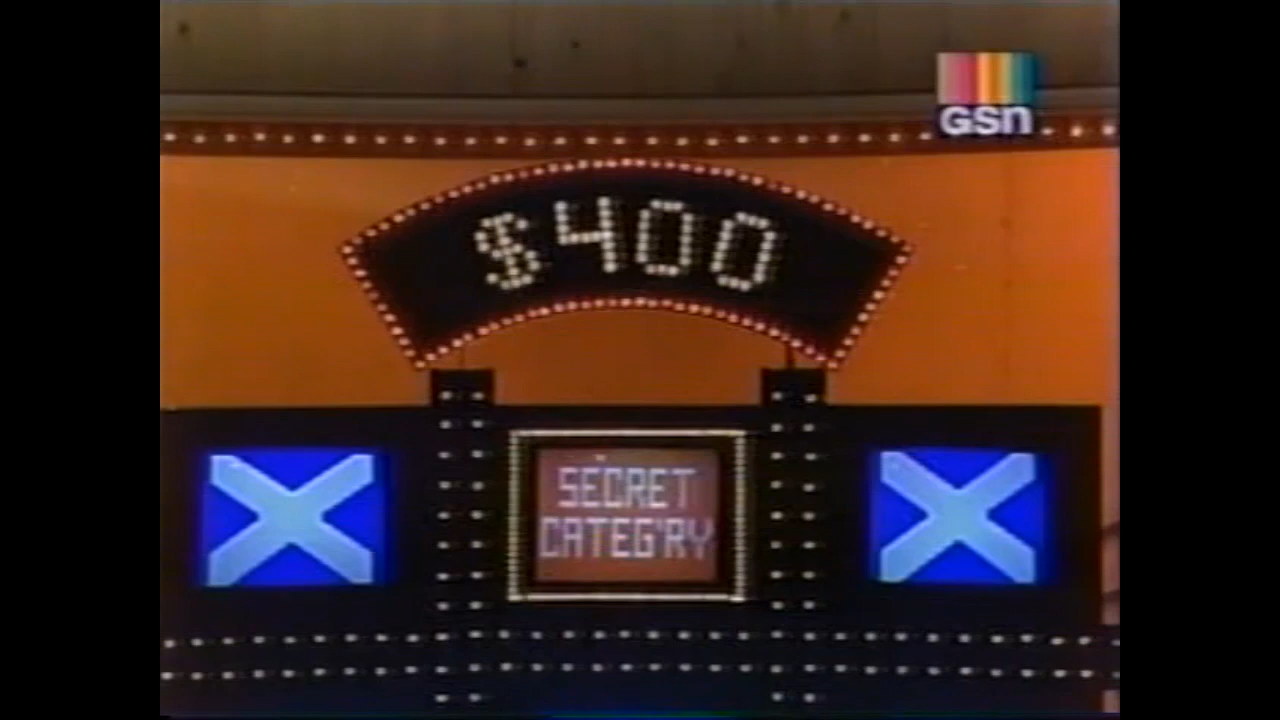 GSN
$400
SECRET
CATEG'RY
X X